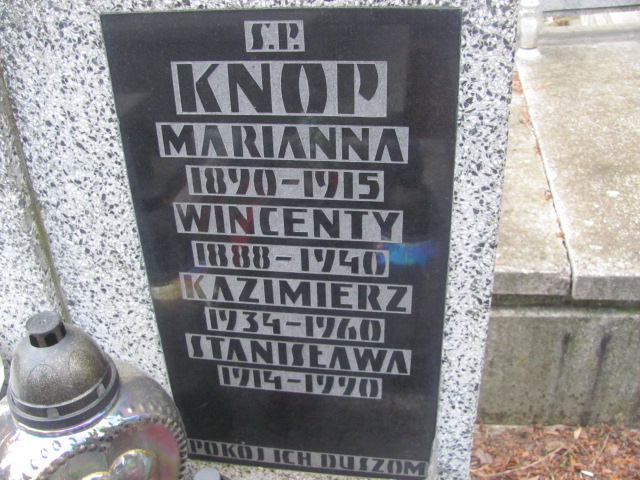 Ś.P.
KNOP
MARIANNA
1890-1915
WINCENTY
1888-1940
KAZIMIERZ
1934-1960
STANISŁAWA
1914-1990
POKÓJ ICH DUSZOM